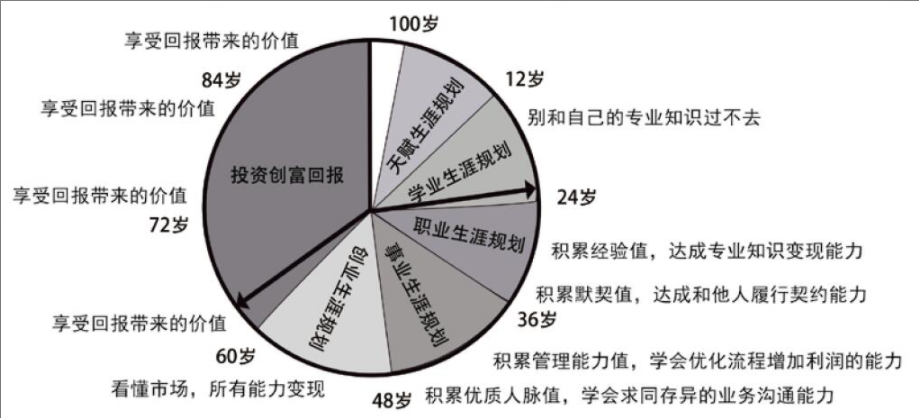 100岁
享受回报带来的价值
84岁
12岁
享受回报带来的价值
别和自己的专业知识过不去
天赋生涯规划
学业生涯规划
投资创富回报
享受回报带来的价值
24岁
72岁
职业生涯规划
积累经验值，达成专业知识变现能力
事业生涯规划
创业生涯规划
积累默契值，达成和他人履行契约能力
36岁
享受回报带来的价值
60岁
积累管理能力值，学会优化流程增加利润的能力
看懂市场，所有能力变现
48岁
积累优质人脉值，学会求同存异的业务沟通能力